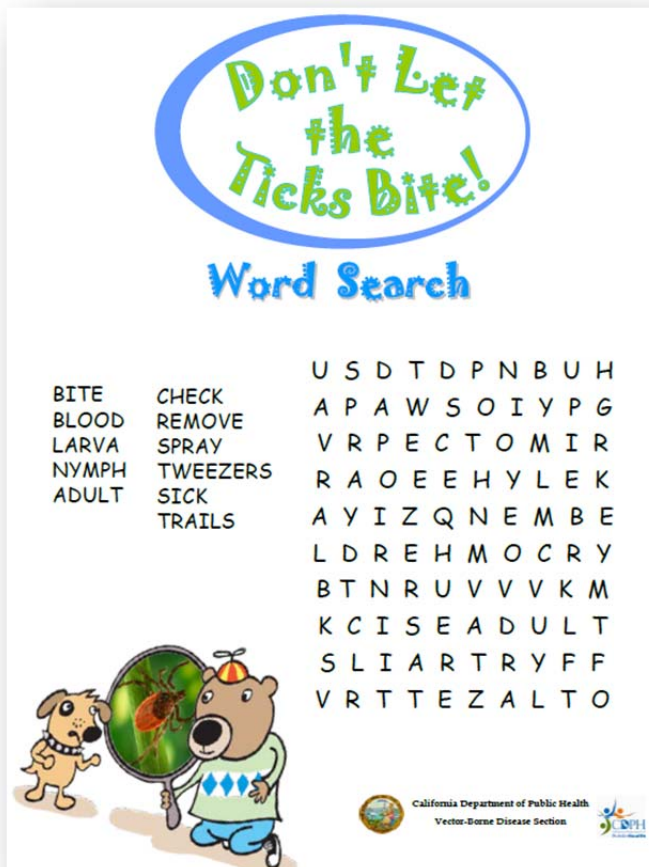 Don't Let
the
Ticks Bite!
Word Search
BITE
BLOOD
LARVA
NYMPH
ADULT
CHECK
REMOVE
SPRAY
TWEEZERS
SICK
TRAILS
U S D T D P N B U H
A P A W S O I Y P G
V R P E C T O M I R
R A O E E H Y L E K
A Y I Z Q N E M B E
L D R E H M O C R Y
B T N R U V V V K M
K C I S E A D U L T
S L I A R T R Y F F
V R T T E Z A L T O
California Department of Public Health
Vector-Borne Disease Section
CDPH